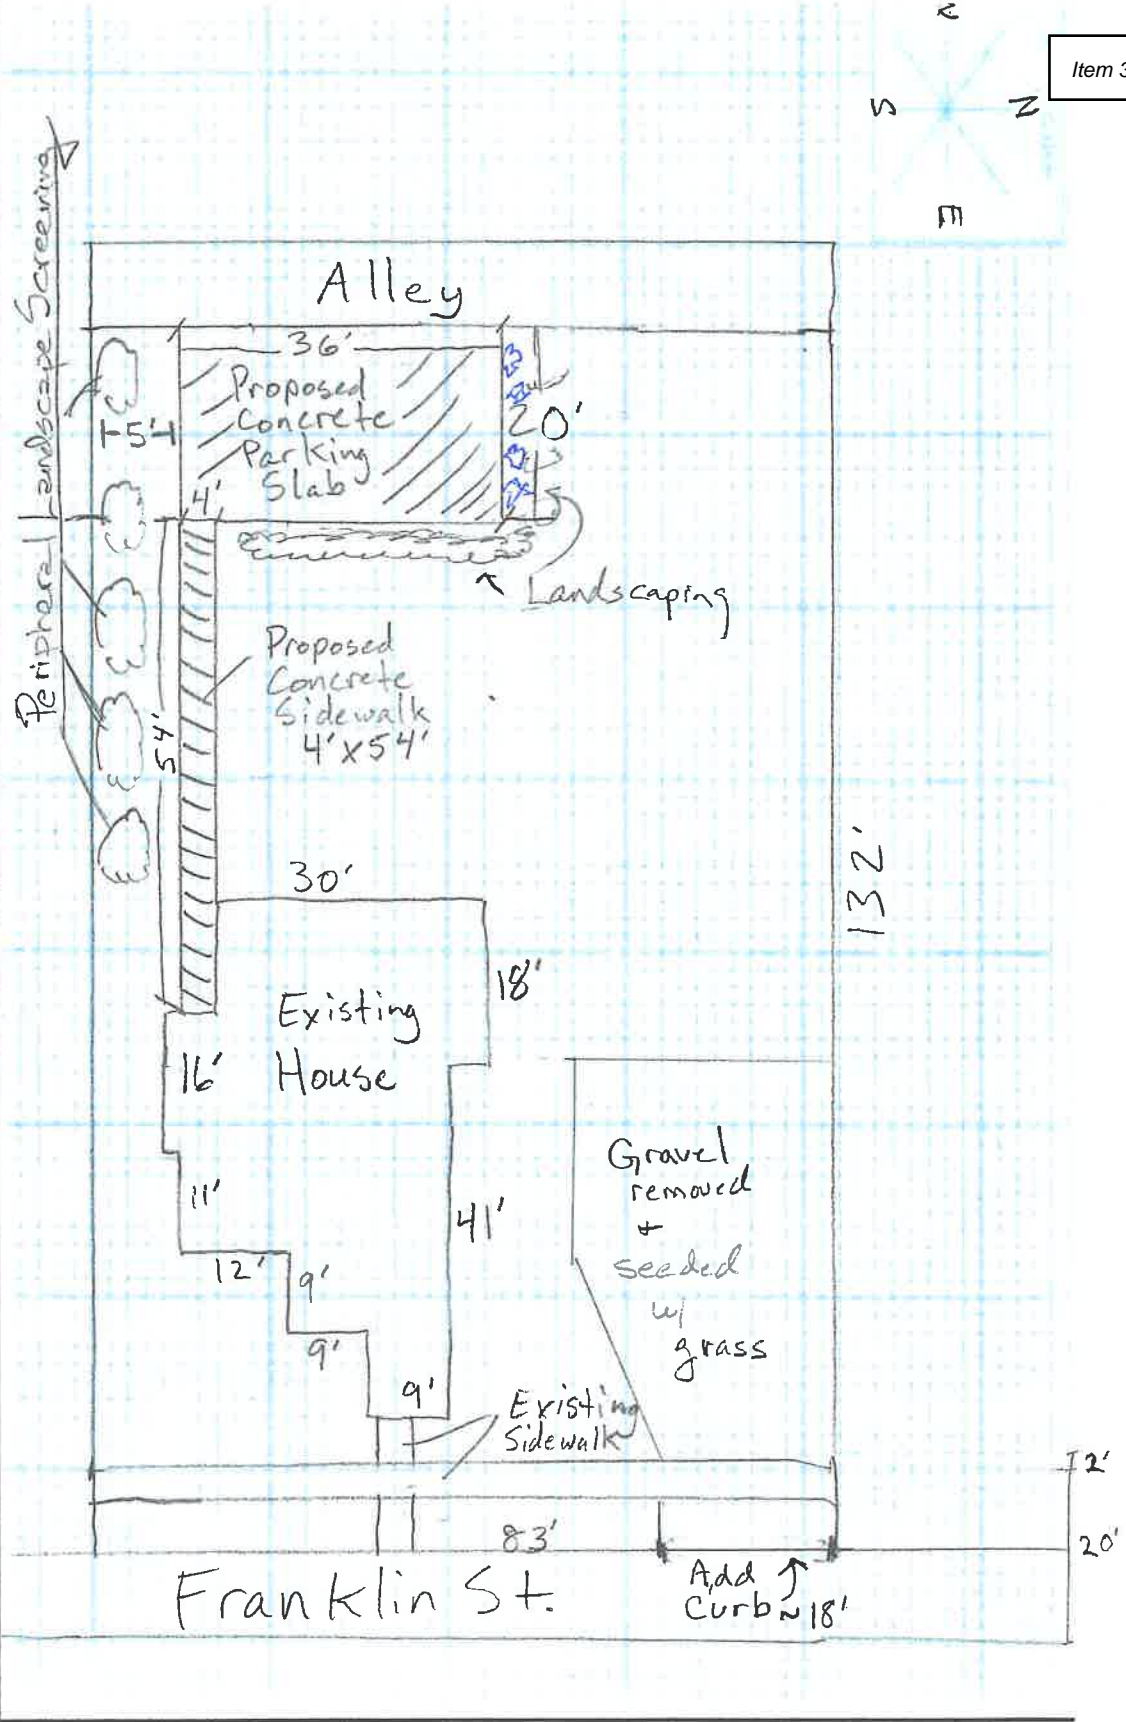 Item 3
S
N
E
Peripheral Landscape Screening
Alley
36'
Proposed
Concrete
Parking
Slab
20'
5'
4'
Landscaping
Proposed
Concrete
Sidewalk
4'x54'
54'
132'
30'
18'
Existing
House
16'
11'
41'
12'
9'
9'
9'
Gravel
removed
+
seeded
w/
grass
Existing
Sidewalk
12'
83'
20'
Add
Curb ~ 18'
Franklin St.